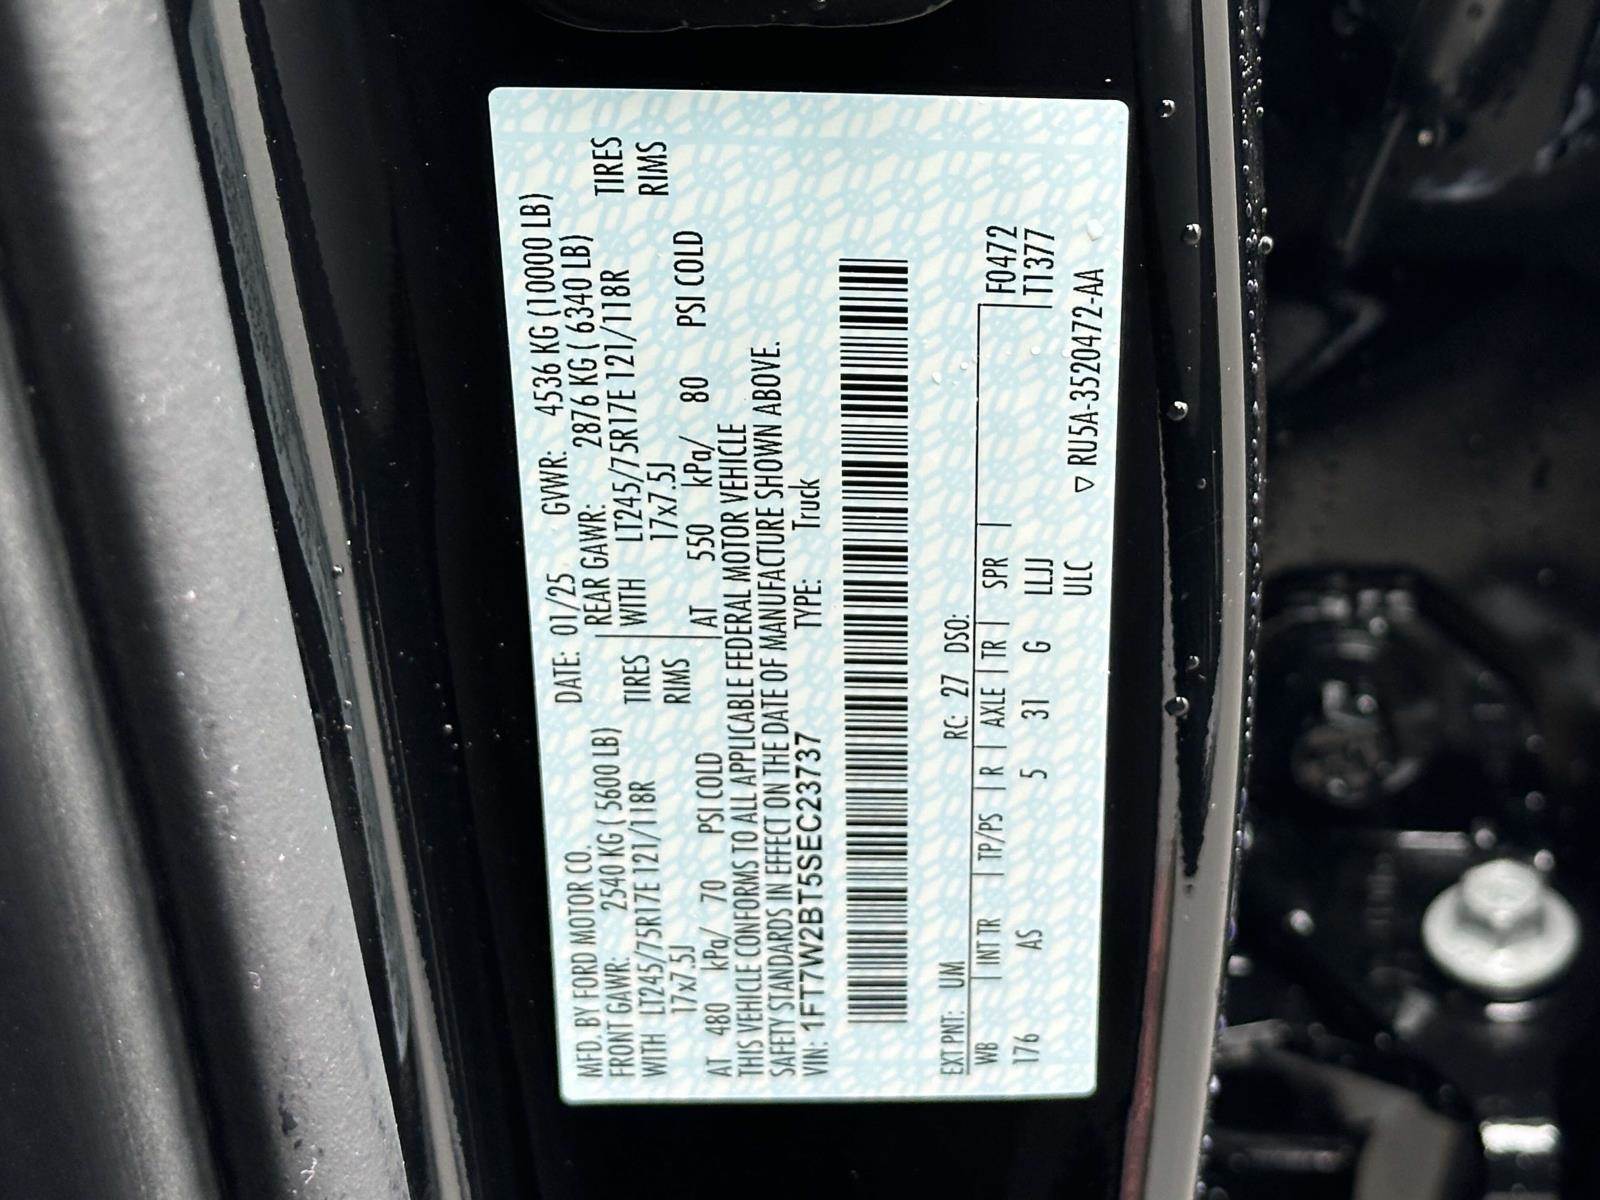 MFD. BY FORD MOTOR CO. DATE: 01/25 GVWR: 4536 KG (10000 LB)
FRONT GAWR: 2540 KG ( 5600 LB) REAR GAWR: 2876 KG ( 6340 LB)
WITH LT245/75R17E 121/118R TIRES WITH LT245/75R17E 121/118R TIRES
17x7.5J RIMS 17x7.5J RIMS
AT 480 kPa/ 70 PSI COLD AT 550 kPa/ 80 PSI COLD
THIS VEHICLE CONFORMS TO ALL APPLICABLE FEDERAL MOTOR VEHICLE
SAFETY STANDARDS IN EFFECT ON THE DATE OF MANUFACTURE SHOWN ABOVE.
VIN: 1FT7W2BT5SEC23737 TYPE: Truck
EXT PNT: UM RC: 27 DSO:
WB INT TR TP/PS R AXLE TR SPR F0472
176 AS 5 31 G LLJJ T1377
ULC ▽ RU5A-3520472-AA